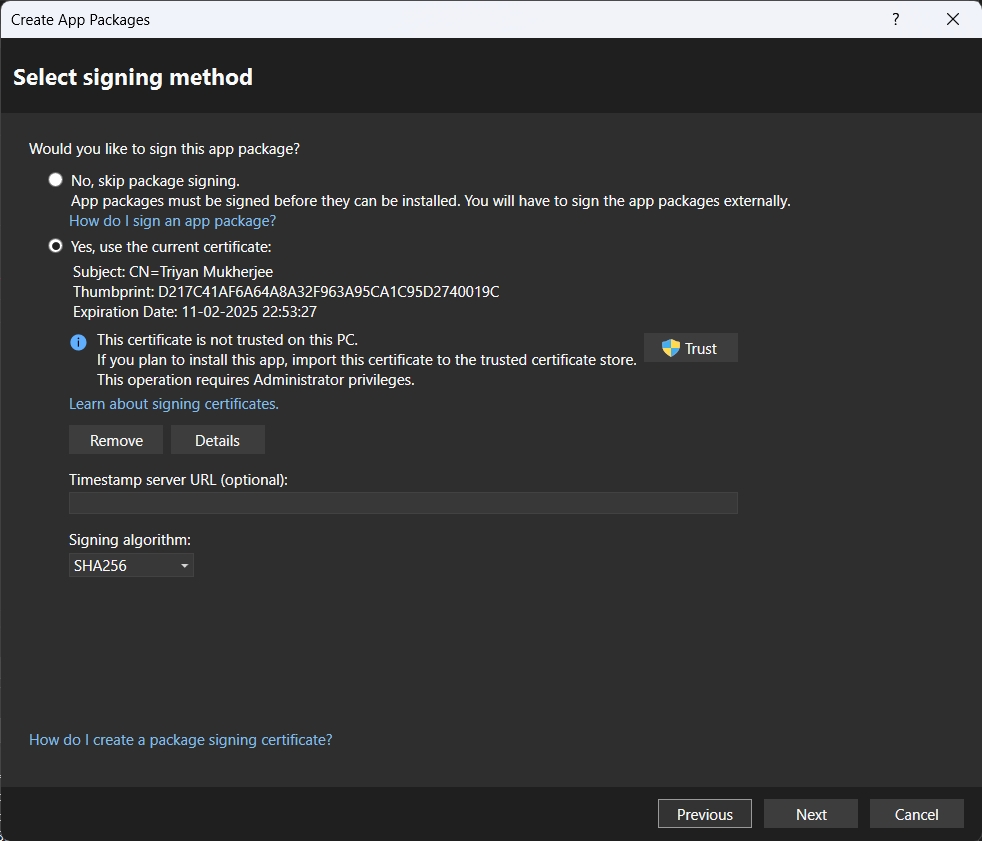 Create App Packages
?
Select signing method
Would you like to sign this app package?
No, skip package signing.
App packages must be signed before they can be installed. You will have to sign the app packages externally.
How do I sign an app package?
Yes, use the current certificate:
Subject: CN=Triyan Mukherjee
Thumbprint: D217C41AF6A64A8A32F963A95CA1C95D2740019C
Expiration Date: 11-02-2025 22:53:27
This certificate is not trusted on this PC.
If you plan to install this app, import this certificate to the trusted certificate store.
This operation requires Administrator privileges.
Trust
Learn about signing certificates.
Remove
Details
Timestamp server URL (optional):
Signing algorithm:
SHA256
How do I create a package signing certificate?
Previous
Next
Cancel